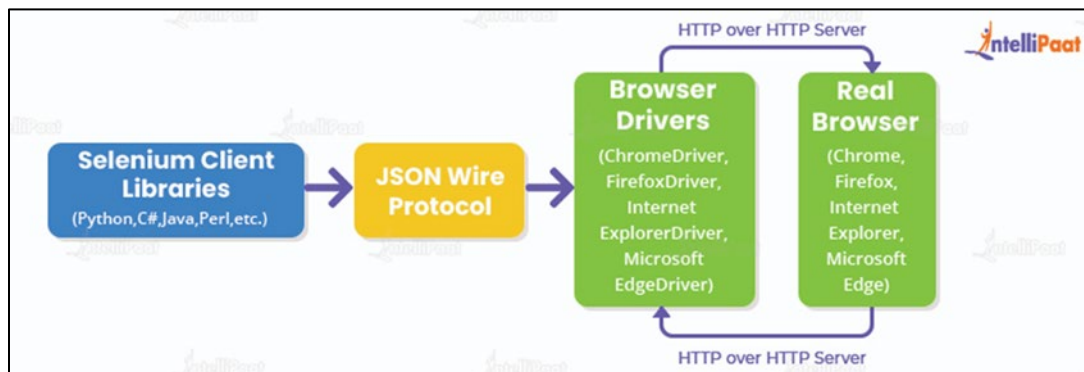 HTTP over HTTP Server
IntelliPaat
Selenium Client
Libraries
(Python,C#,Java,Perl,etc.)
JSON Wire
Protocol
Browser
Drivers
(ChromeDriver,
FirefoxDriver,
Internet
ExplorerDriver,
Microsoft
EdgeDriver)
Real
Browser
(Chrome,
Firefox,
Internet
Explorer,
Microsoft
Edge)
HTTP over HTTP Server